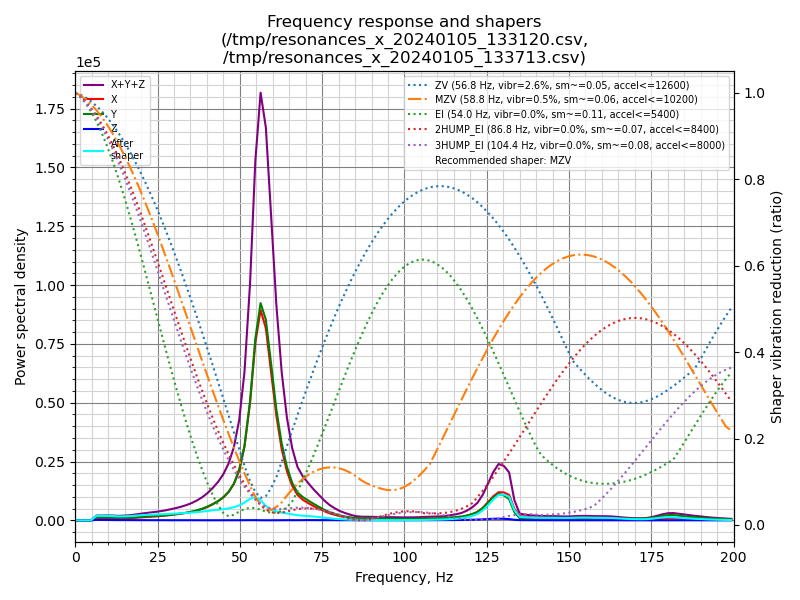 Frequency response and shapers
(/tmp/resonances_x_20240105_133120.csv,
/tmp/resonances_x_20240105_133713.csv)
1e5
X+Y+Z
X
Y
Z
After
shaper
ZV (56.8 Hz, vibr=2.6%, sm~=0.05, accel<=12600)
MZV (58.8 Hz, vibr=0.5%, sm~=0.06, accel<=10200)
EI (54.0 Hz, vibr=0.0%, sm~=0.11, accel<=5400)
2HUMP_EI (86.8 Hz, vibr=0.0%, sm~=0.07, accel<=8400)
3HUMP_EI (104.4 Hz, vibr=0.0%, sm~=0.08, accel<=8000)
Recommended shaper: MZV
Power spectral density
1.75
1.50
1.25
1.00
0.75
0.50
0.25
0.00
1.0
0.8
0.6
0.4
0.2
0.0
Shaper vibration reduction (ratio)
0 25 50 75 100 125 150 175 200
Frequency, Hz